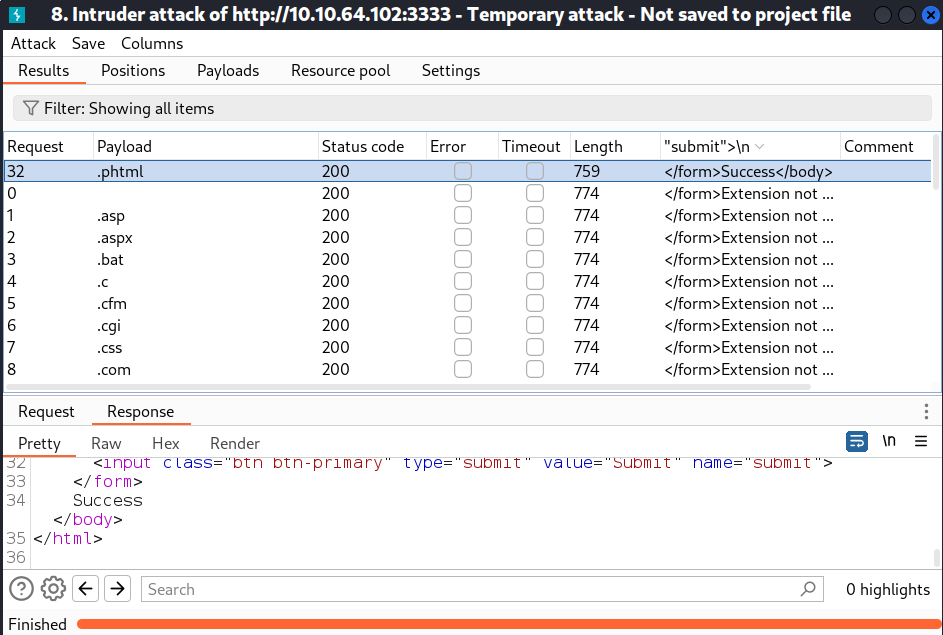 8. Intruder attack of http://10.10.64.102:3333 - Temporary attack - Not saved to project file
Attack Save Columns
Results Positions Payloads Resource pool Settings
Filter: Showing all items
Request Payload Status code Error Timeout Length "submit">\n Comment
32 .phtml 200 759 </form>Success</body>
0 200 774 </form>Extension not ...
1 .asp 200 774 </form>Extension not ...
2 .aspx 200 774 </form>Extension not ...
3 .bat 200 774 </form>Extension not ...
4 .c 200 774 </form>Extension not ...
5 .cfm 200 774 </form>Extension not ...
6 .cgi 200 774 </form>Extension not ...
7 .css 200 774 </form>Extension not ...
8 .com 200 774 </form>Extension not ...
Request Response
Pretty Raw Hex Render \n
32 <input class="btn btn-primary" type="submit" value="Submit" name="submit">
33 </form>
34 Success
</body>
35 </html>
36
? Search 0 highlights
Finished